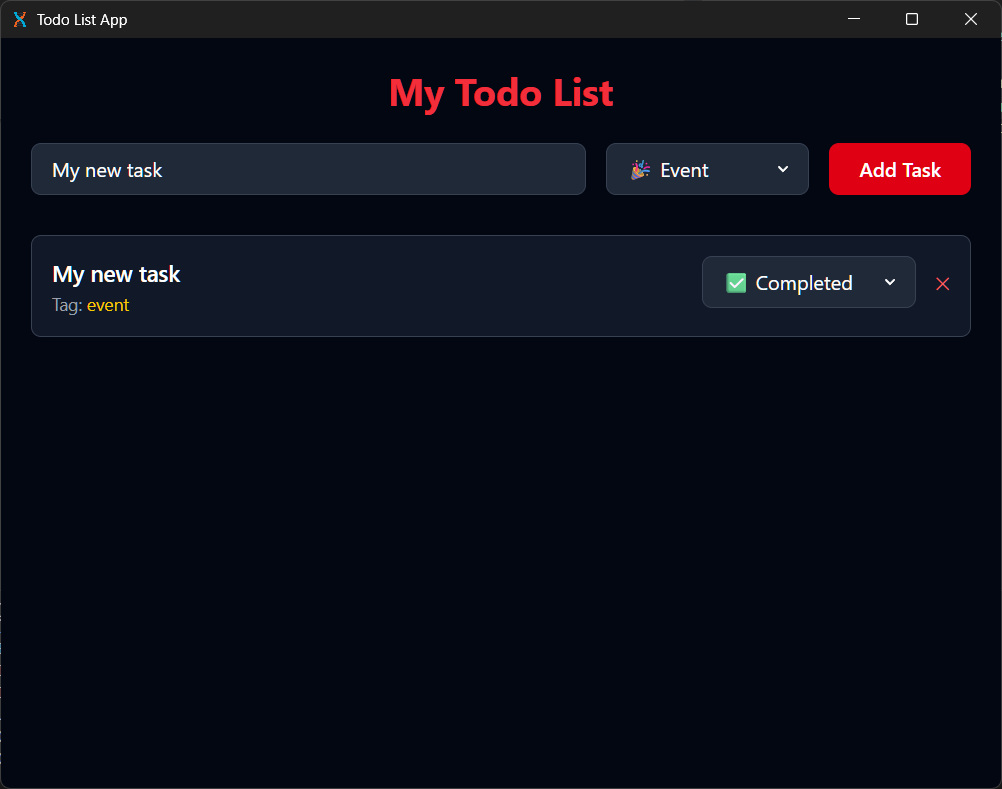 Todo List App
My Todo List
My new task
🎉 Event
Add Task
My new task
Tag: event
✅ Completed